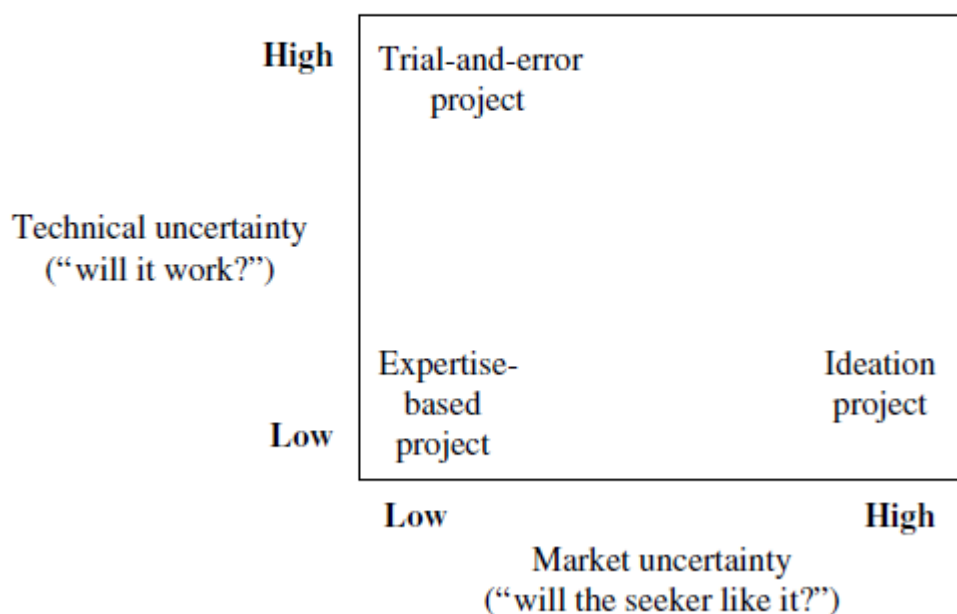 High
Trial-and-error
project
Technical uncertainty
(“will it work?”)
Expertise-
based
project
Ideation
project
Low
Low
High
Market uncertainty
(“will the seeker like it?”)